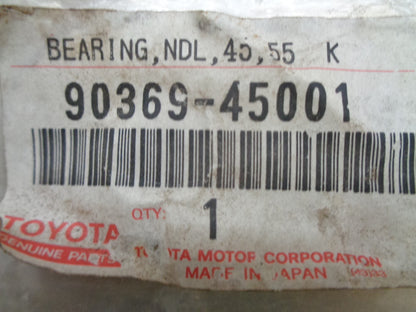 BEARING,NDL,45,55 K
90369-45001
QTY: 1
TOYOTA
GENUINE PARTS
TOYOTA MOTOR CORPORATION
MADE IN JAPAN